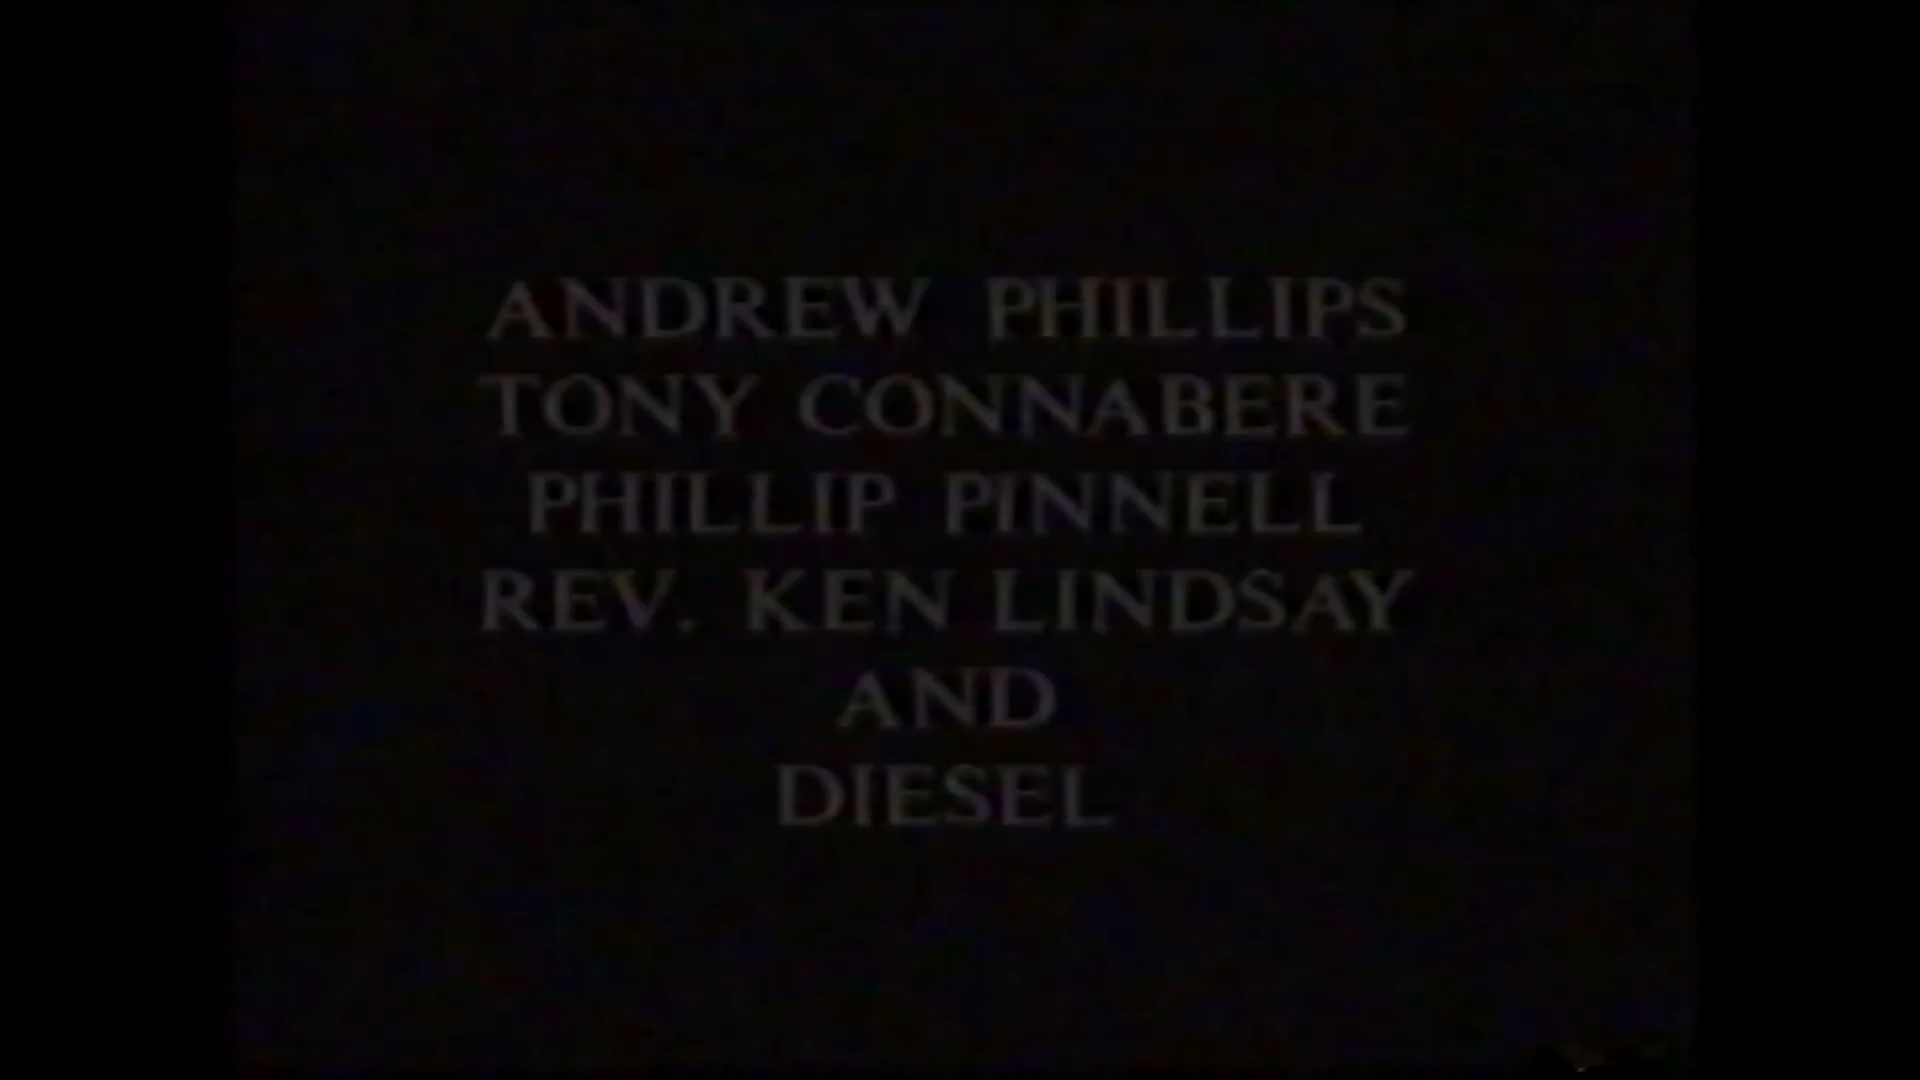 ANDREW PHILLIPS
TONY CONNABERE
PHILLIP PINNELL
REV. KEN LINDSAY
AND
DIESEL